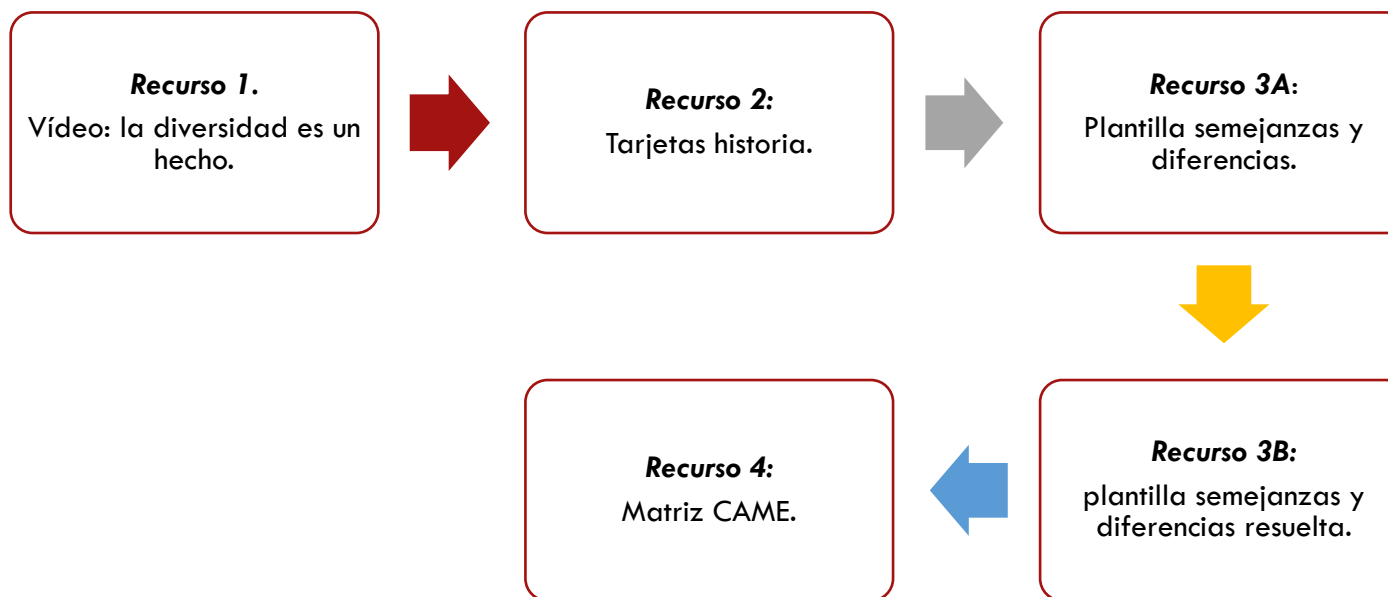 Recurso 1.
Vídeo: la diversidad es un
hecho.
Recurso 2:
Tarjetas historia.
Recurso 3A:
Plantilla semejanzas y
diferencias.
Recurso 3B:
plantilla semejanzas y
diferencias resuelta.
Recurso 4:
Matriz CAME.